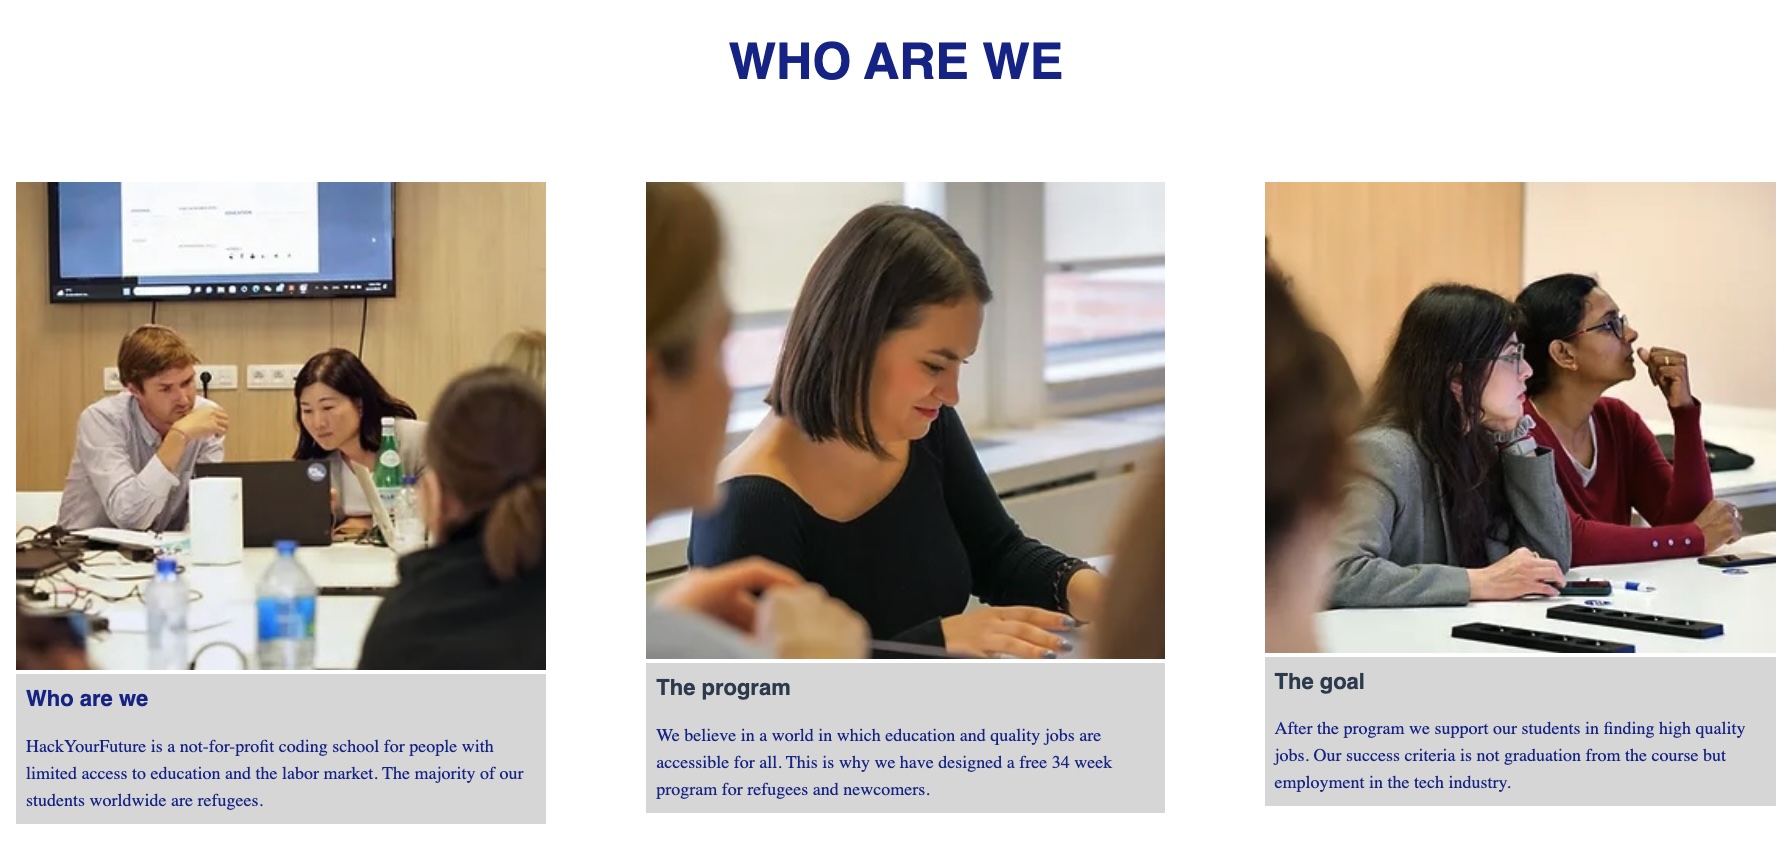 WHO ARE WE
Who are we
HackYourFuture is a not-for-profit coding school for people with
limited access to education and the labor market. The majority of our
students worldwide are refugees.
The program
We believe in a world in which education and quality jobs are
accessible for all. This is why we have designed a free 34 week
program for refugees and newcomers.
The goal
After the program we support our students in finding high quality
jobs. Our success criteria is not graduation from the course but
employment in the tech industry.